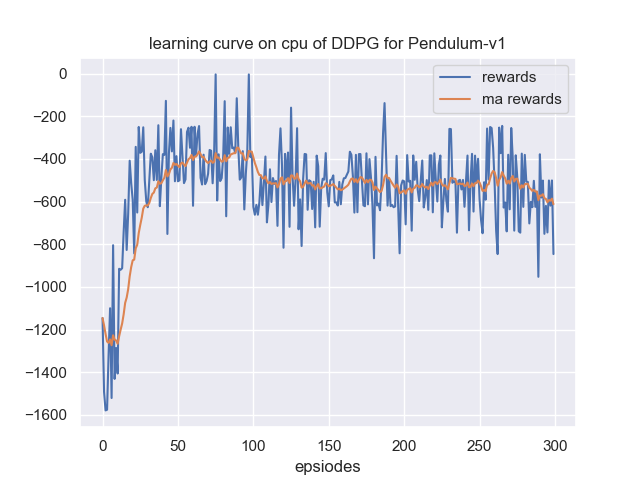 learning curve on cpu of DDPG for Pendulum-v1
rewards
ma rewards
0
−200
−400
−600
−800
−1000
−1200
−1400
−1600
0 50 100 150 200 250 300
epsiodes